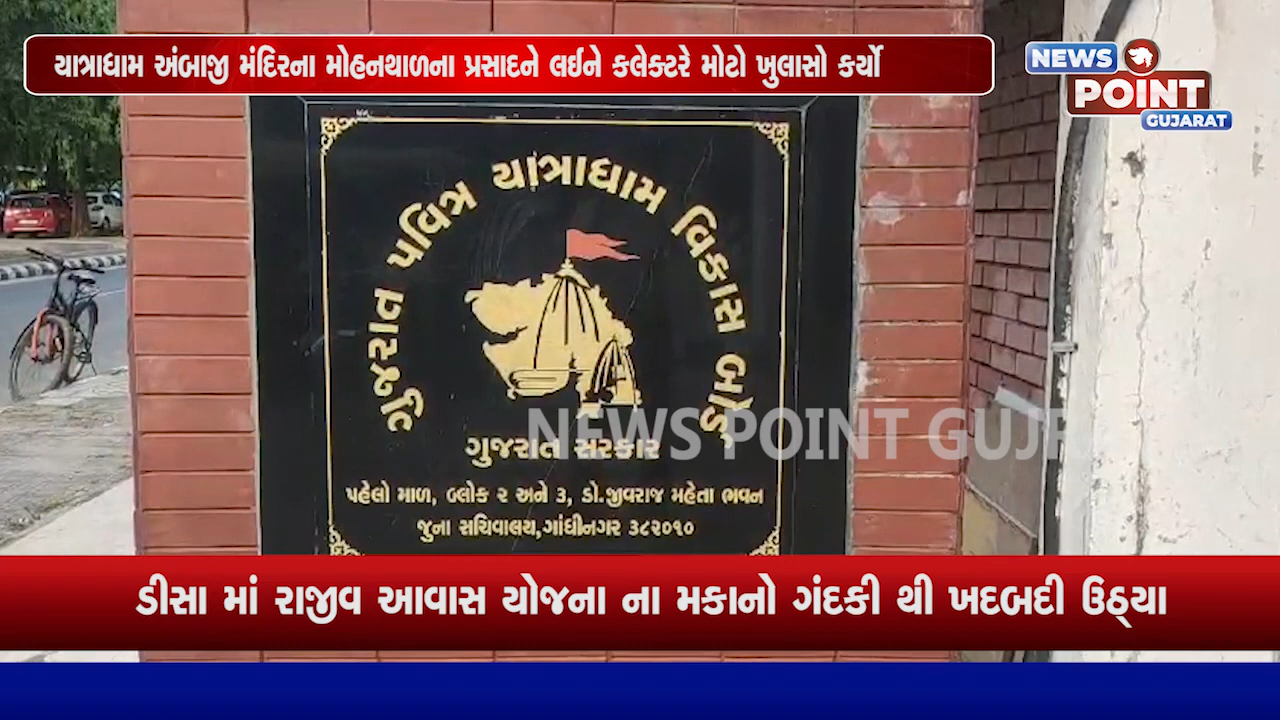 યાત્રાધામ અંબાજી મંદિરના મોહનથાળના પ્રસાદને લઈને કલેક્ટરે મોટો ખુલાસો કર્યો
NEWS
POINT
GUJARAT
ગુજરાત પવિત્ર યાત્રાધામ વિકાસ બોર્ડ
ગુજરાત સરકાર
NEWS POINT GUJR
પહેલો માળ, બ્લોક ૨ અને ૩, ડો.જીવરાજ મહેતા ભવન
જુના સચિવાલય,ગાંધીનગર ૩૮૨૦૧૦
ડીસા માં રાજીવ આવાસ યોજના ના મકાનો ગંદકી થી ખદબદી ઉઠ્યા